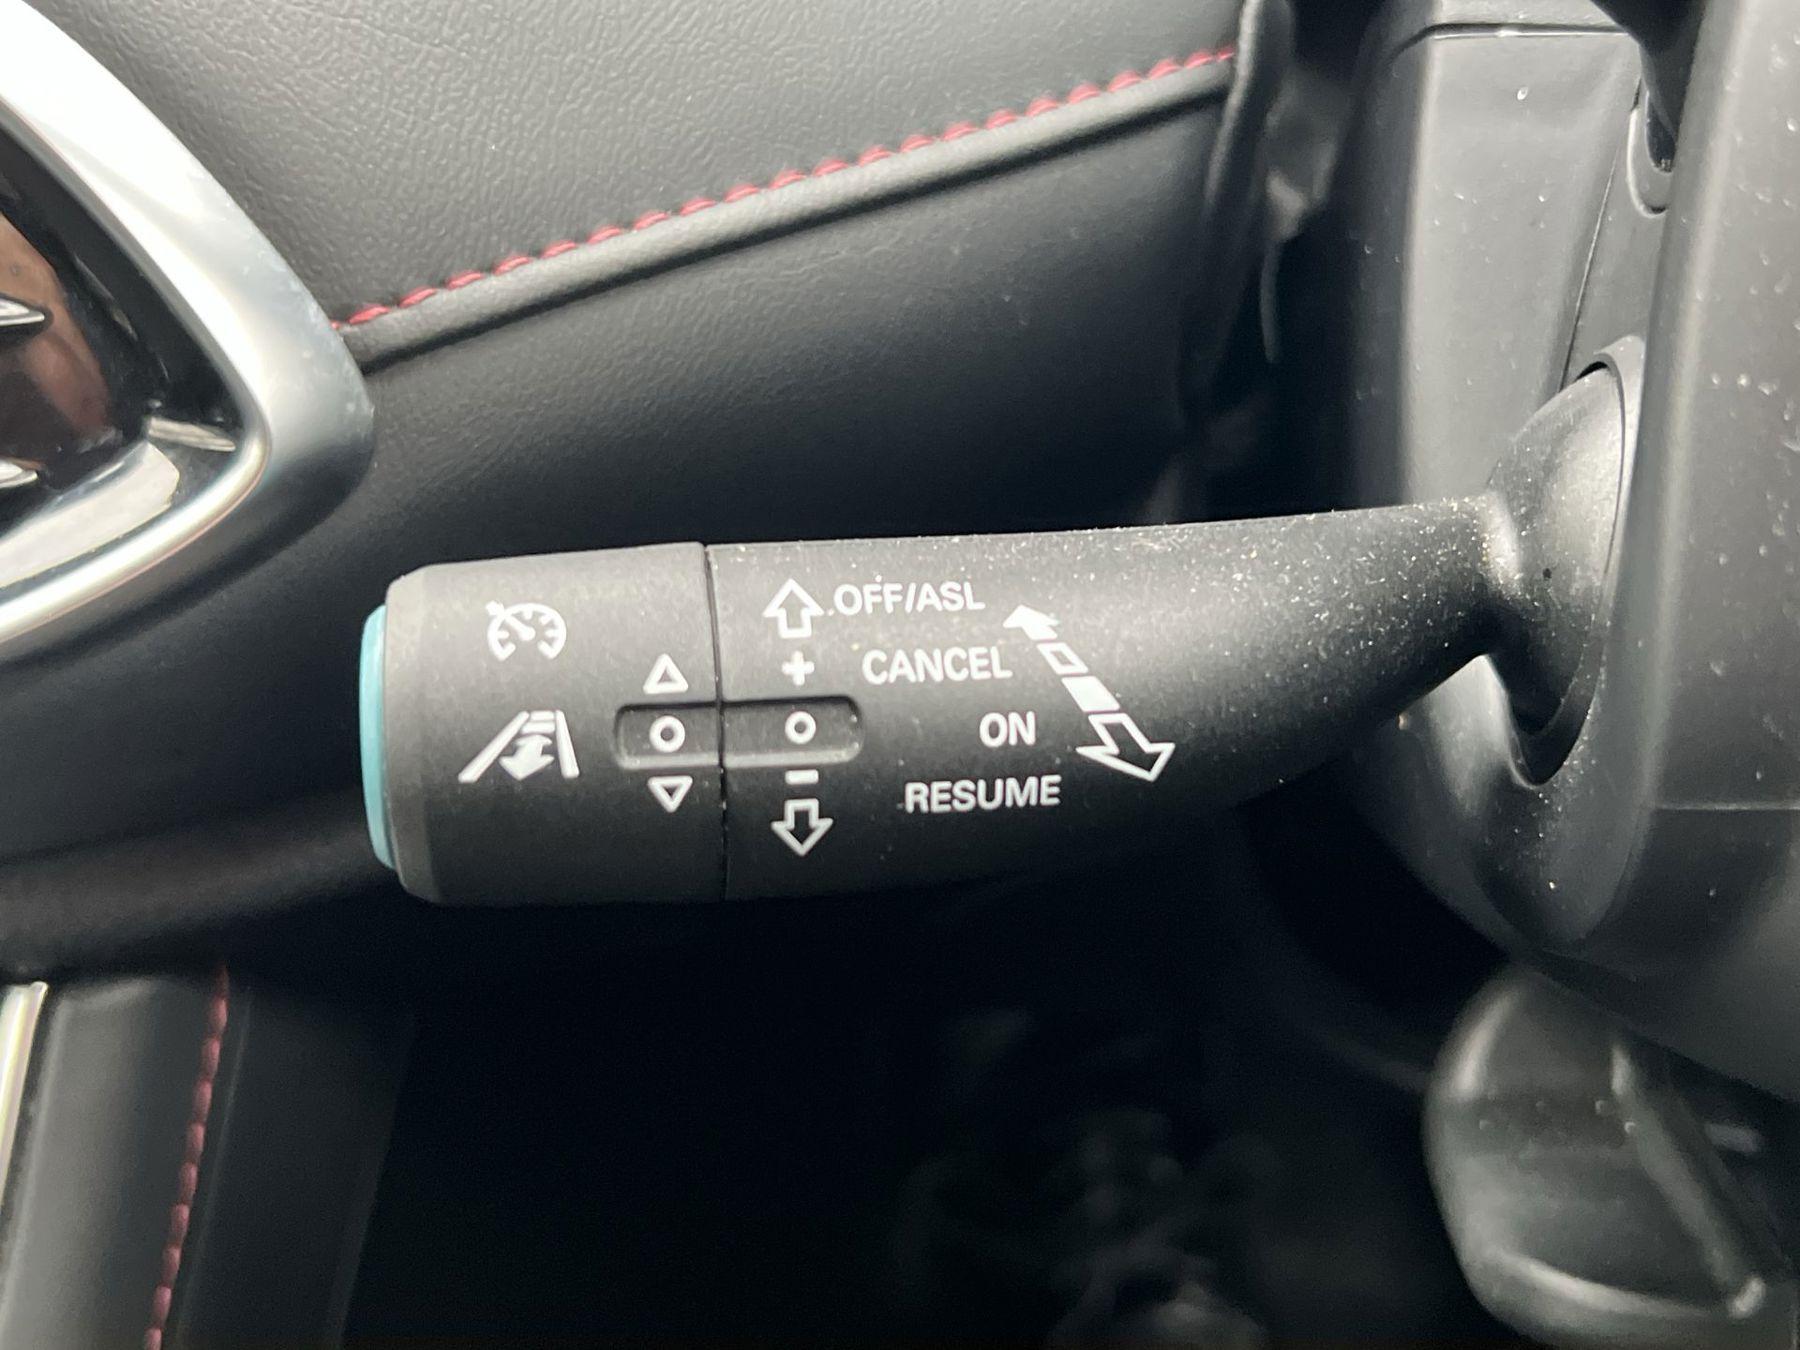 OFF/ASL
+ CANCEL
ON
- RESUME